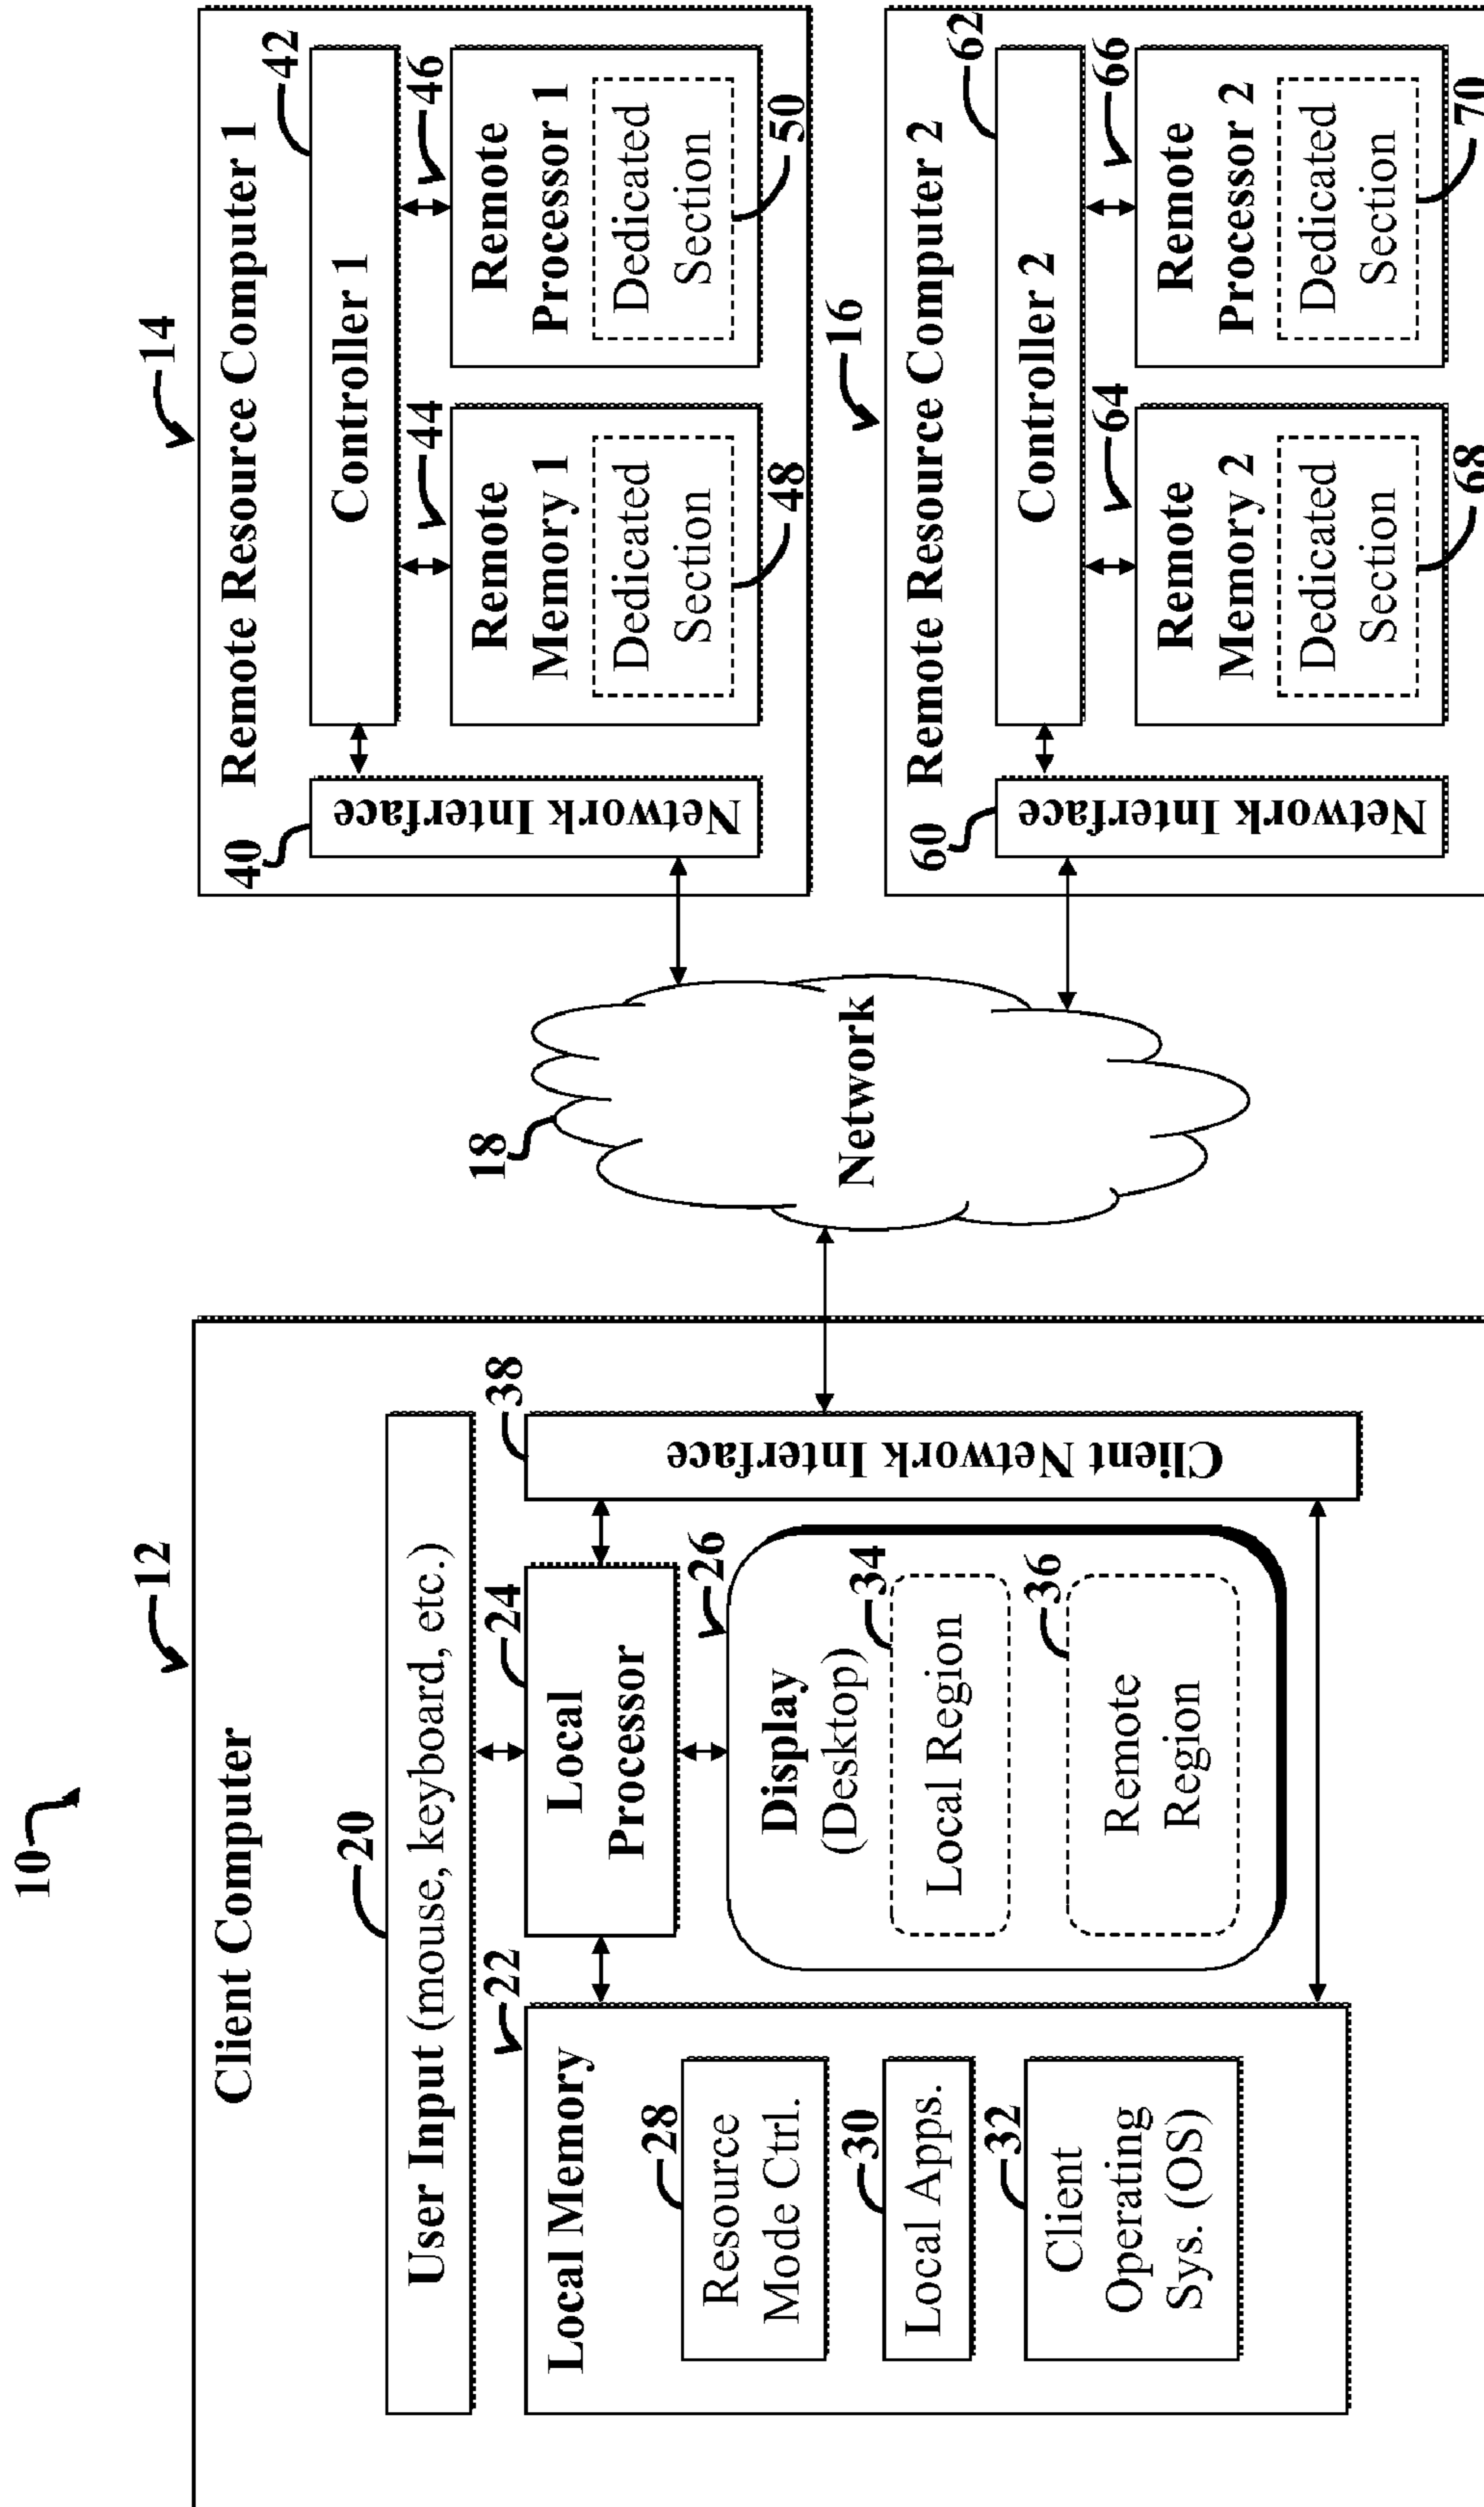 10
12
Client Computer
20
User Input (mouse, keyboard, etc.)
22
Local Memory
28
Resource
Mode Ctrl.
30
Local Apps.
32
Client
Operating
Sys. (OS)
24
Local
Processor
26
Display
(Desktop)
34
Local Region
36
Remote
Region
38
Client Network Interface
18
Network
14
Remote Resource Computer 1
40
Network Interface
42
Controller 1
44
Remote
Memory 1
Dedicated
Section
48
46
Remote
Processor 1
Dedicated
Section
50
16
Remote Resource Computer 2
60
Network Interface
62
Controller 2
64
Remote
Memory 2
Dedicated
Section
68
66
Remote
Processor 2
Dedicated
Section
70